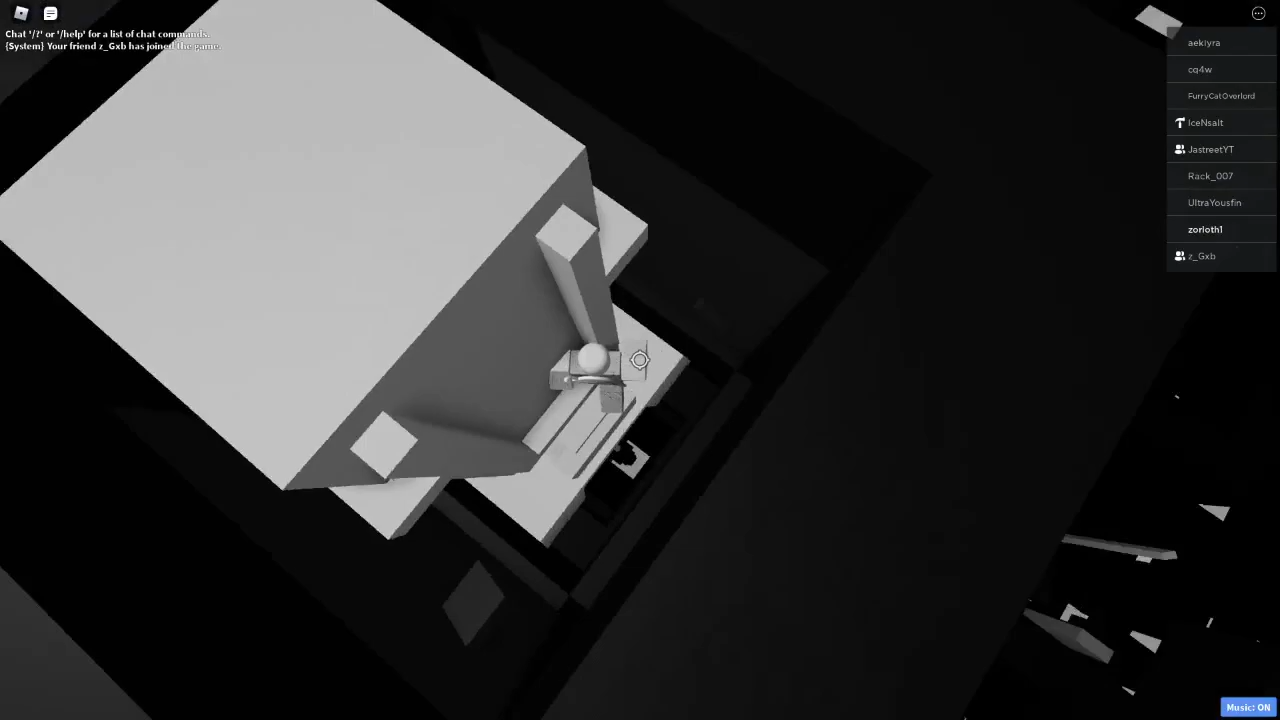 Chat '/?' or '/help' for a list of chat commands.
{System} Your friend z_Gxb has joined the game.
aekiyra
cq4w
FurryCatOverlord
IceNsalt
JastreetYT
Rack_007
UltraYousfin
zorloth1
z_Gxb
Music: ON